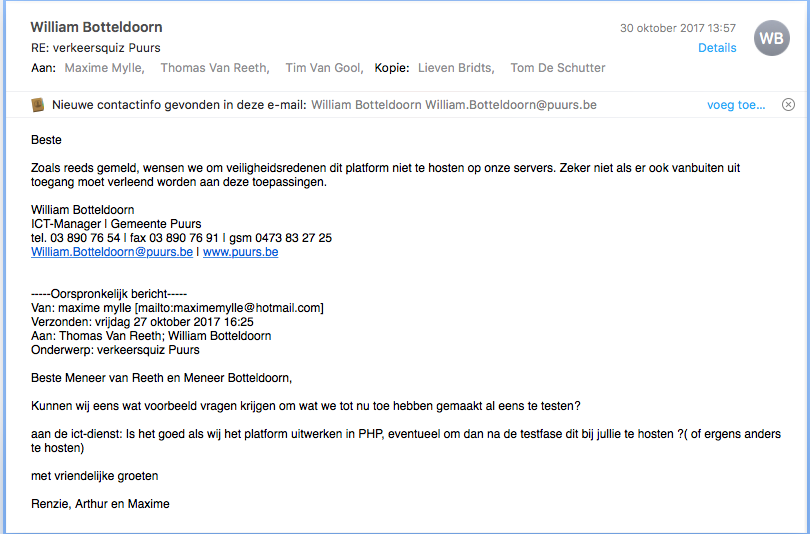 William Botteldoorn
30 oktober 2017 13:57
WB
RE: verkeersquiz Puurs
Details
Aan: Maxime Mylle, Thomas Van Reeth, Tim Van Gool, Kopie: Lieven Bridts, Tom De Schutter
Nieuwe contactinfo gevonden in deze e-mail: William Botteldoorn William.Botteldoorn@puurs.be voeg toe...
Beste
Zoals reeds gemeld, wensen we om veiligheidsredenen dit platform niet te hosten op onze servers. Zeker niet als er ook vanbuiten uit
toegang moet verleend worden aan deze toepassingen.
William Botteldoorn
ICT-Manager | Gemeente Puurs
tel. 03 890 76 54 | fax 03 890 76 91 | gsm 0473 83 27 25
William.Botteldoorn@puurs.be | www.puurs.be
-----Oorspronkelijk bericht-----
Van: maxime mylle [mailto:maximemylle@hotmail.com]
Verzonden: vrijdag 27 oktober 2017 16:25
Aan: Thomas Van Reeth; William Botteldoorn
Onderwerp: verkeersquiz Puurs
Beste Meneer van Reeth en Meneer Botteldoorn,
Kunnen wij eens wat voorbeeld vragen krijgen om wat we tot nu toe hebben gemaakt al eens te testen?
aan de ict-dienst: Is het goed als wij het platform uitwerken in PHP, eventueel om dan na de testfase dit bij jullie te hosten ?( of ergens anders
te hosten)
met vriendelijke groeten
Renzie, Arthur en Maxime